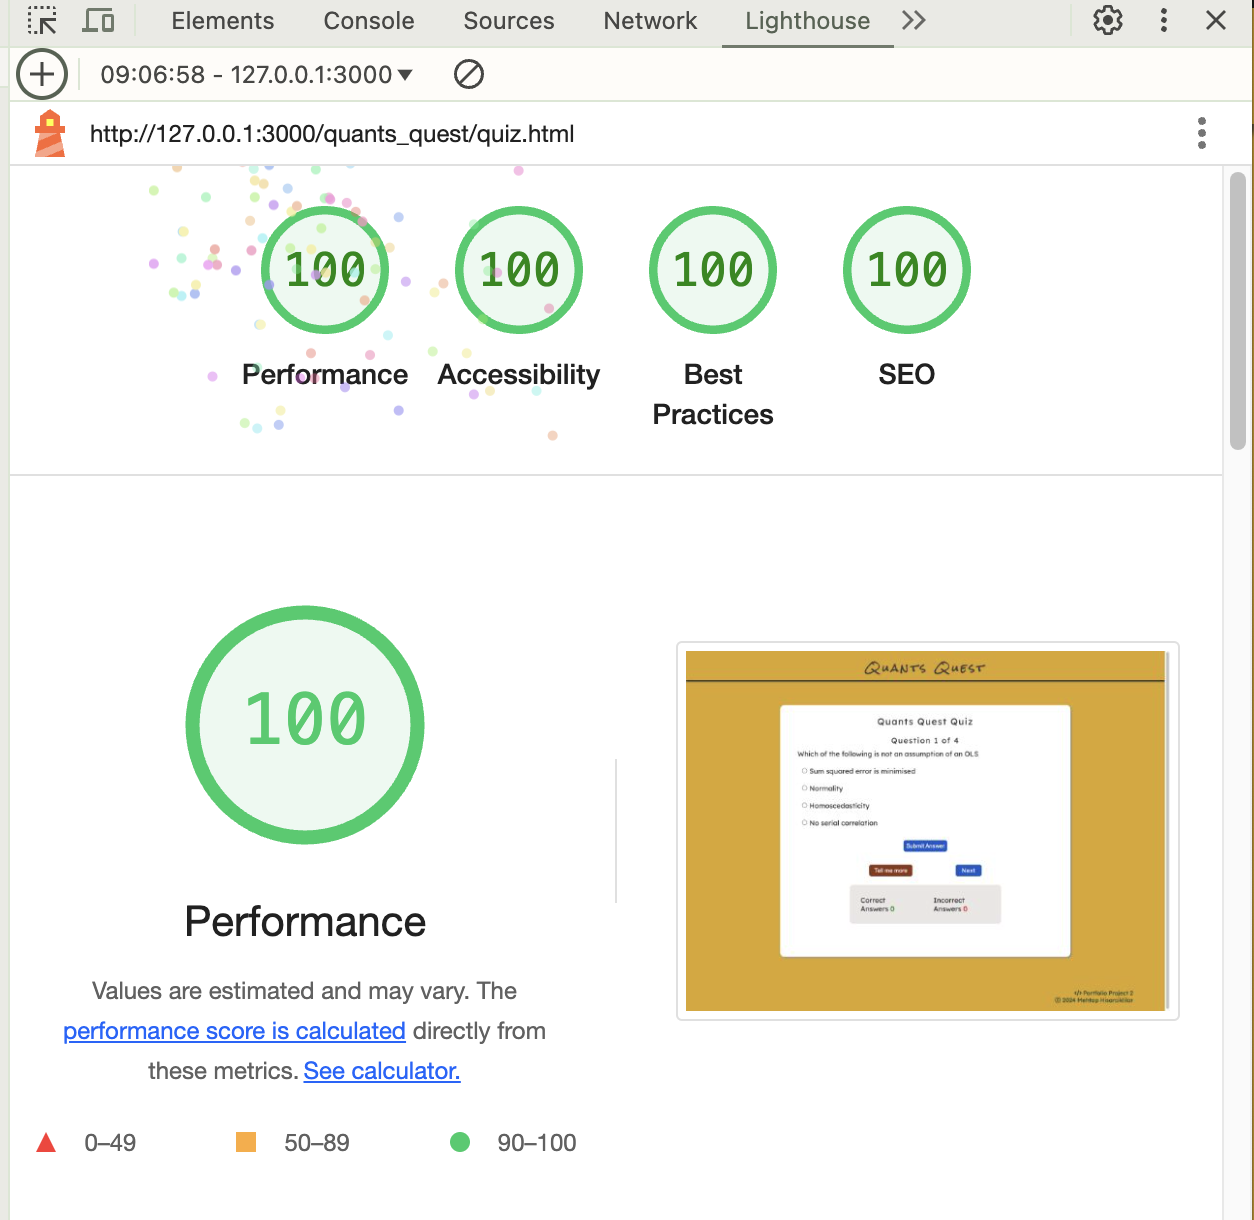 Elements Console Sources Network Lighthouse
09:06:58 - 127.0.0.1:3000
http://127.0.0.1:3000/quants_quest/quiz.html
100 100 100 100
Performance Accessibility Best Practices SEO
100
Performance
Values are estimated and may vary. The
performance score is calculated directly from
these metrics. See calculator.
0–49 50–89 90–100
Quants Quest
Quants Quest Quiz
Question 1 of 4
Which of the following is not an assumption of an OLS
Sum squared error is minimised
Normality
Homoscedasticity
No serial correlation
Submit Answer
Tell me more Next
Correct Answers 0
Incorrect Answers 0
</> Portfolio Project 2